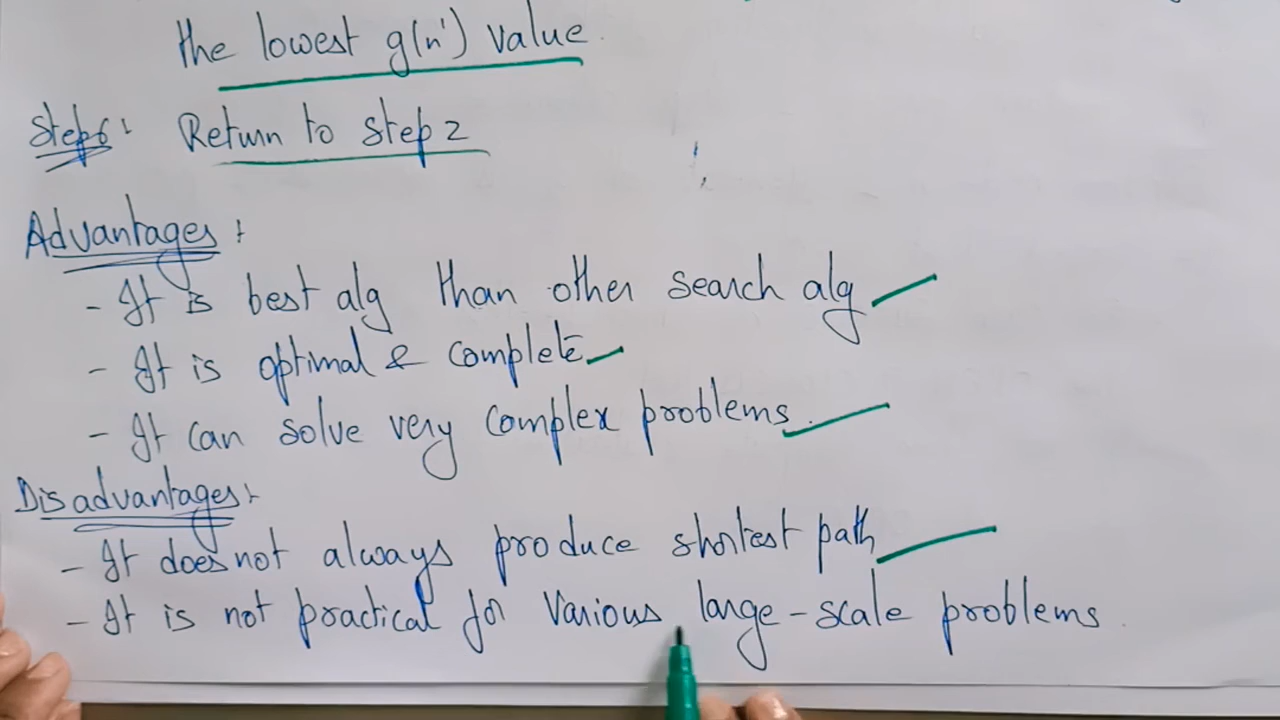 the lowest g(n') value.
Step6: Return to step 2
Advantages:
- It is best alg than other search alg
- It is optimal & complete
- It can solve very complex problems.
Disadvantages:
- It does not always produce shortest path
- It is not practical for various large-scale problems.